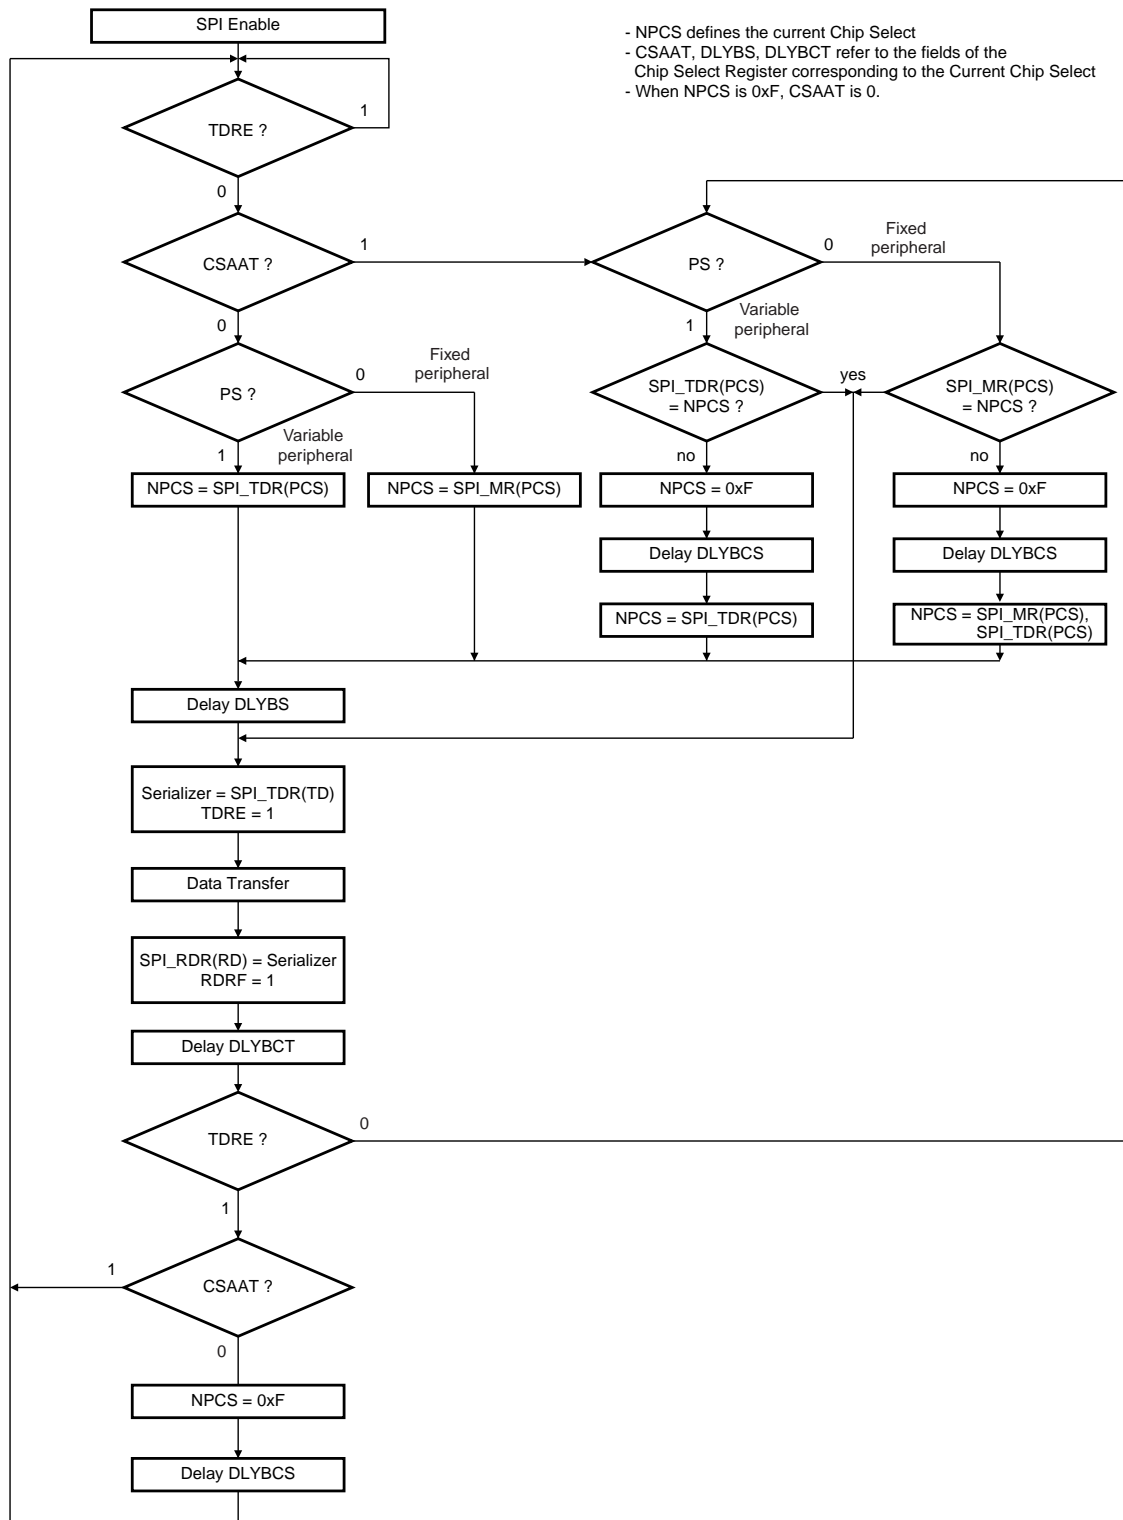 SPI Enable
- NPCS defines the current Chip Select
- CSAAT, DLYBS, DLYBCT refer to the fields of the
Chip Select Register corresponding to the Current Chip Select
- When NPCS is 0xF, CSAAT is 0.
TDRE ?
1
0
CSAAT ?
1
0
PS ?
0
Fixed
peripheral
1
Variable
peripheral
PS ?
0
Fixed
peripheral
1
Variable
peripheral
SPI_TDR(PCS)
= NPCS ?
yes
SPI_MR(PCS)
= NPCS ?
no
no
NPCS = SPI_TDR(PCS)
NPCS = SPI_MR(PCS)
NPCS = 0xF
NPCS = 0xF
Delay DLYBCS
Delay DLYBCS
NPCS = SPI_TDR(PCS)
NPCS = SPI_MR(PCS),
SPI_TDR(PCS)
Delay DLYBS
Serializer = SPI_TDR(TD)
TDRE = 1
Data Transfer
SPI_RDR(RD) = Serializer
RDRF = 1
Delay DLYBCT
TDRE ?
0
1
CSAAT ?
1
0
NPCS = 0xF
Delay DLYBCS